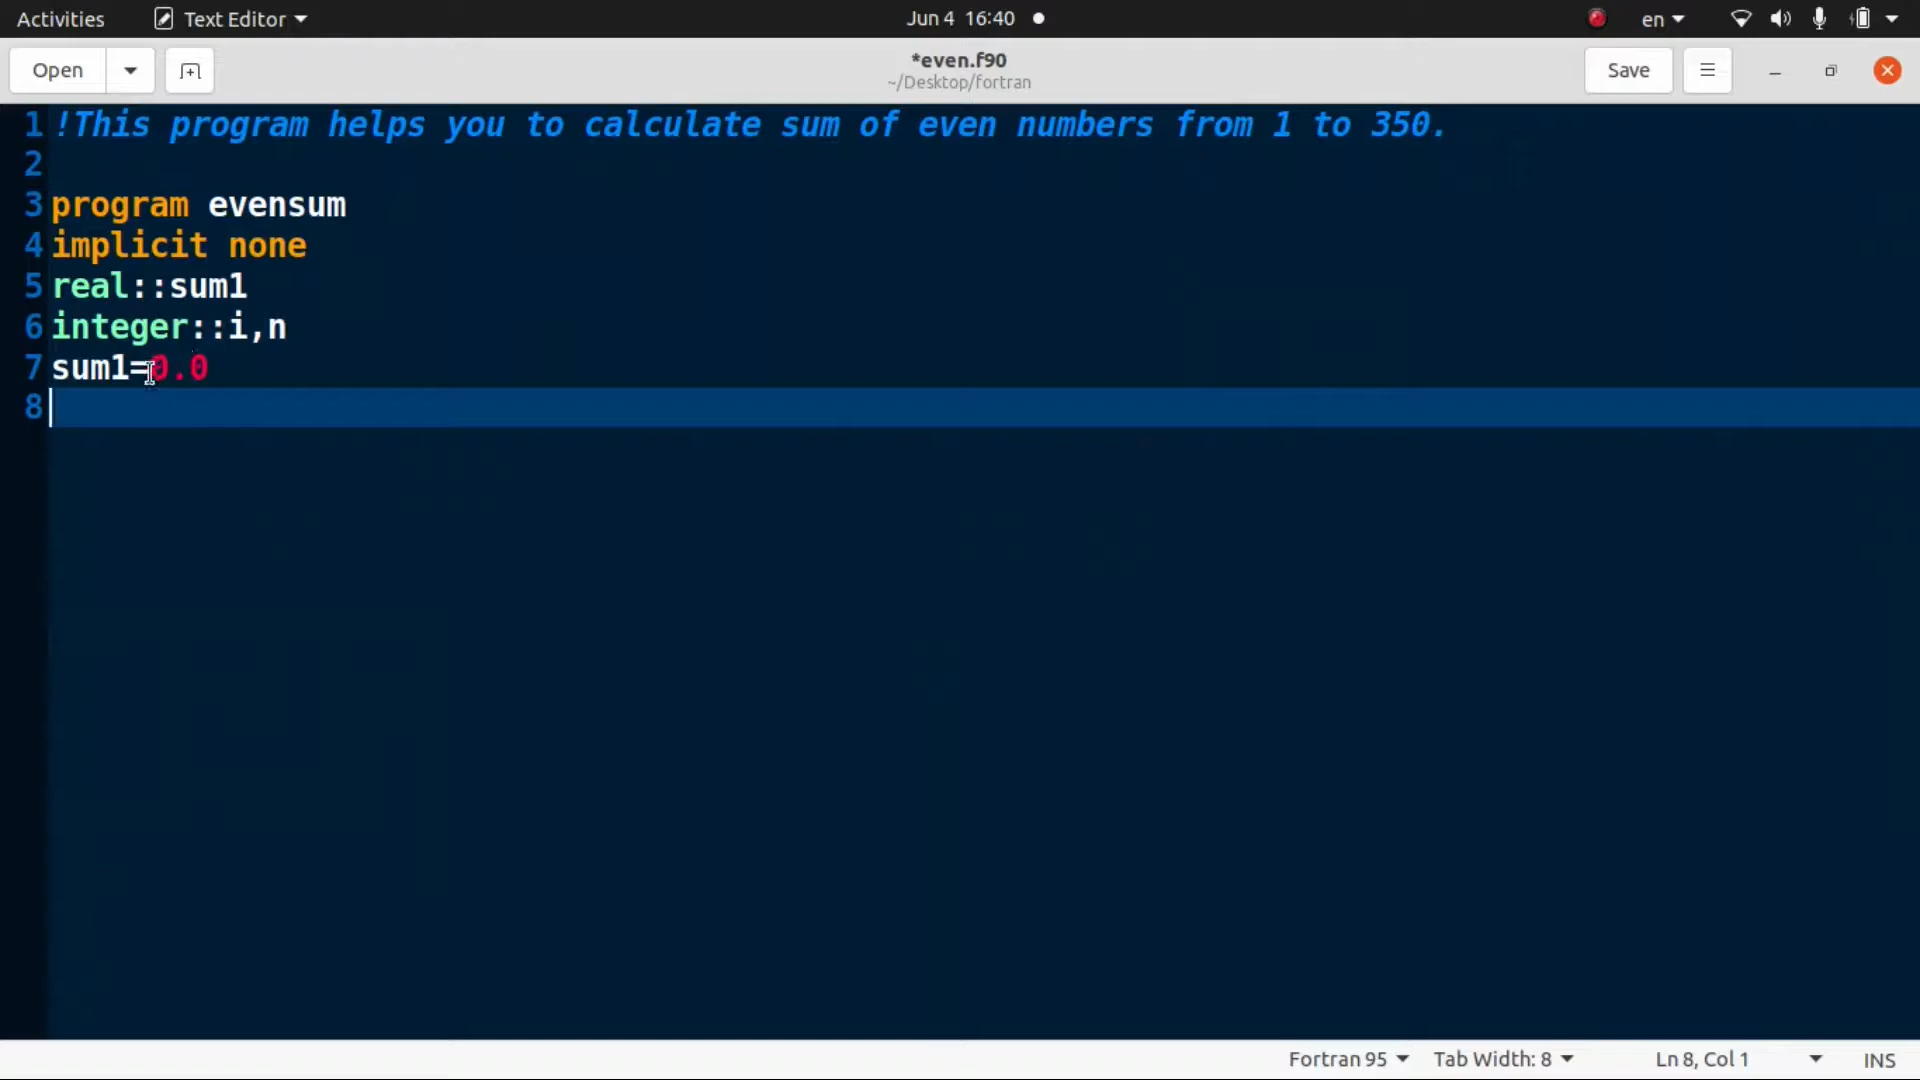 Activities Text Editor Jun 4 16:40 en
Open *even.f90 Save
~/Desktop/fortran
1 !This program helps you to calculate sum of even numbers from 1 to 350.
2
3 program evensum
4 implicit none
5 real::sum1
6 integer::i,n
7 sum1=0.0
8
Fortran 95 Tab Width: 8 Ln 8, Col 1 INS